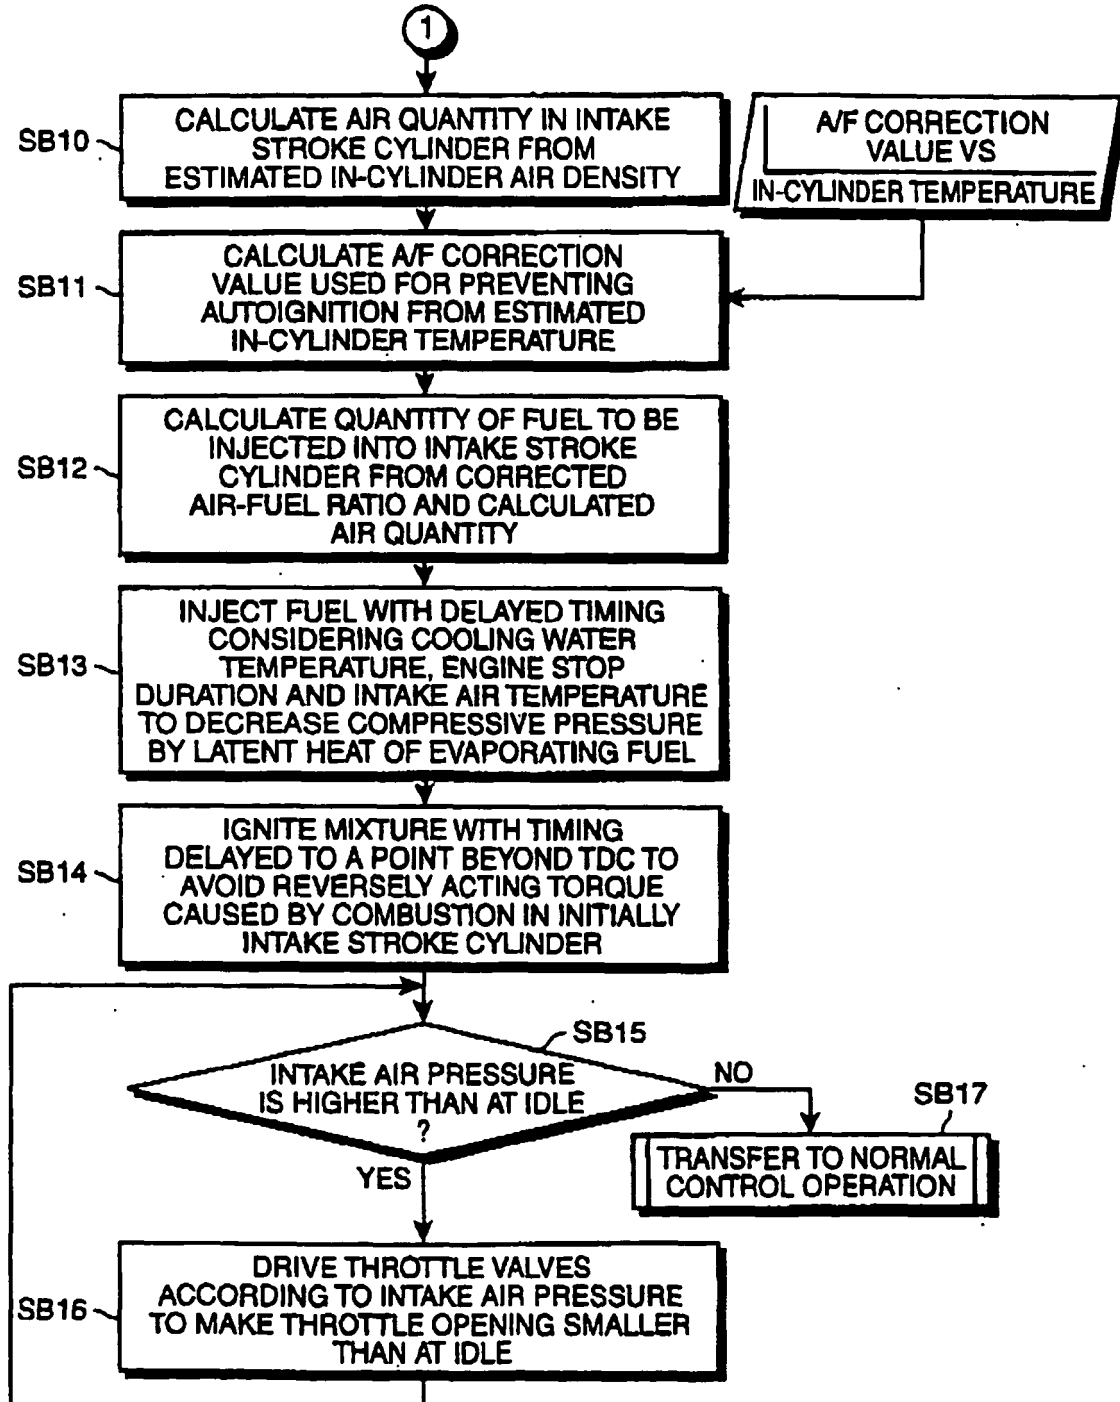 1
SB10
CALCULATE AIR QUANTITY IN INTAKE
STROKE CYLINDER FROM
ESTIMATED IN-CYLINDER AIR DENSITY
A/F CORRECTION
VALUE VS
IN-CYLINDER TEMPERATURE
SB11
CALCULATE A/F CORRECTION
VALUE USED FOR PREVENTING
AUTOIGNITION FROM ESTIMATED
IN-CYLINDER TEMPERATURE
SB12
CALCULATE QUANTITY OF FUEL TO BE
INJECTED INTO INTAKE STROKE
CYLINDER FROM CORRECTED
AIR-FUEL RATIO AND CALCULATED
AIR QUANTITY
SB13
INJECT FUEL WITH DELAYED TIMING
CONSIDERING COOLING WATER
TEMPERATURE, ENGINE STOP
DURATION AND INTAKE AIR TEMPERATURE
TO DECREASE COMPRESSIVE PRESSURE
BY LATENT HEAT OF EVAPORATING FUEL
SB14
IGNITE MIXTURE WITH TIMING
DELAYED TO A POINT BEYOND TDC TO
AVOID REVERSELY ACTING TORQUE
CAUSED BY COMBUSTION IN INITIALLY
INTAKE STROKE CYLINDER
SB15
INTAKE AIR PRESSURE
IS HIGHER THAN AT IDLE
?
NO
YES
SB17
TRANSFER TO NORMAL
CONTROL OPERATION
SB16
DRIVE THROTTLE VALVES
ACCORDING TO INTAKE AIR PRESSURE
TO MAKE THROTTLE OPENING SMALLER
THAN AT IDLE